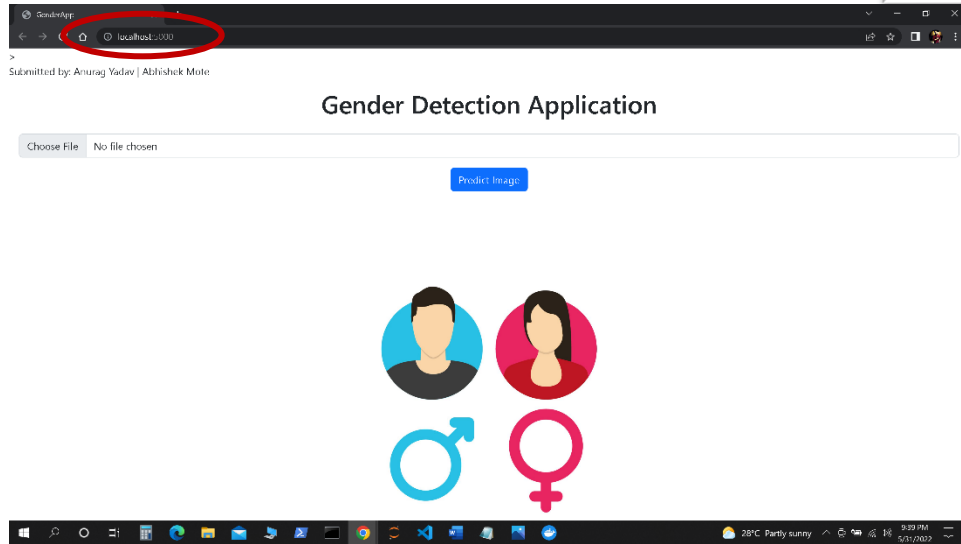 GenderApp
localhost:5000
>
Submitted by: Anurag Yadav | Abhishek Mote
Gender Detection Application
Choose File No file chosen
Predict Image
28°C Partly sunny
9:39 PM
5/31/2022